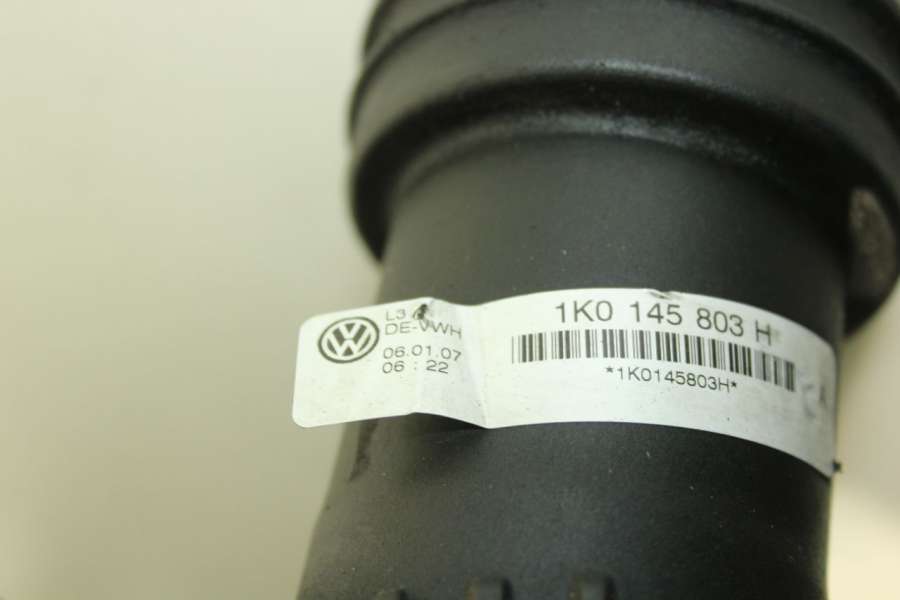 L3
DE-VWH
06.01.07
06 : 22
1K0 145 803 H
*1K0145803H*